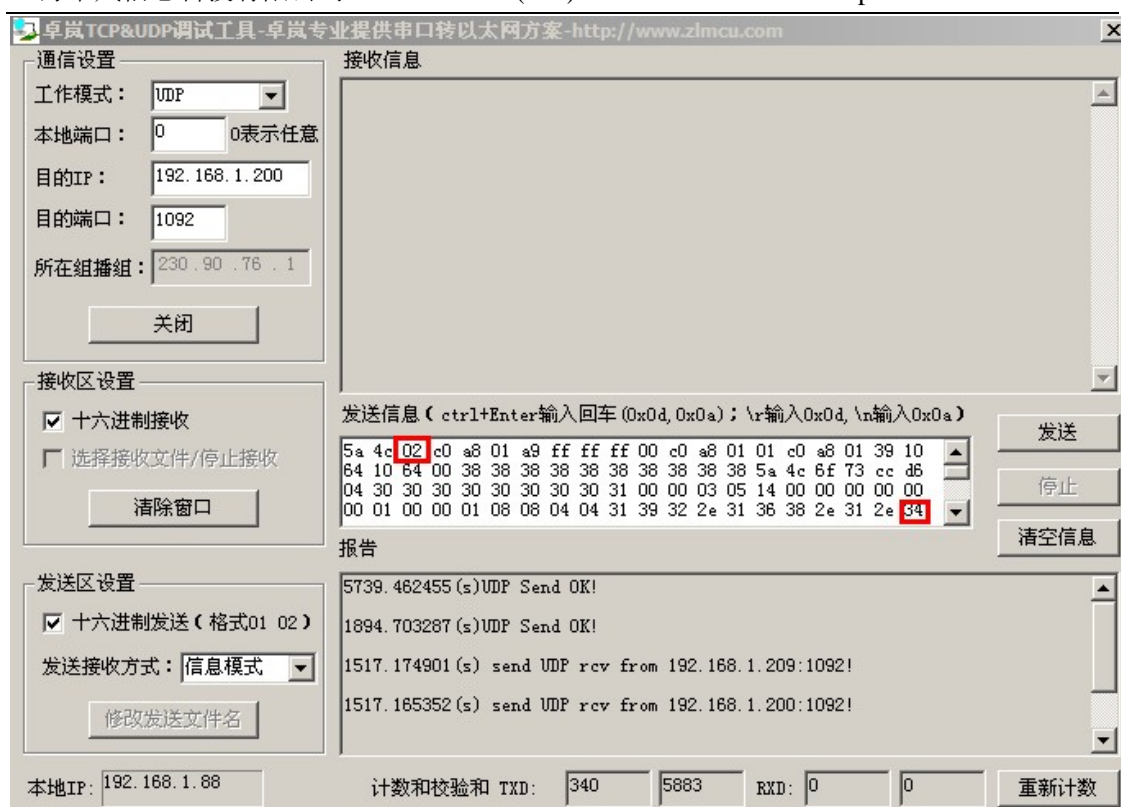 卓岚TCP&UDP调试工具-卓岚专业提供串口转以太网方案-http://www.zlmcu.com
通信设置
工作模式： UDP
本地端口： 0 0表示任意
目的IP： 192.168.1.200
目的端口： 1092
所在组播组： 230 .90 .76 . 1
关闭
接收区设置
十六进制接收
选择接收文件/停止接收
清除窗口
发送区设置
十六进制发送（格式01 02）
发送接收方式： 信息模式
修改发送文件名
接收信息
发送信息（ctrl+Enter输入回车(0x0d,0x0a)；\r输入0x0d,\n输入0x0a）
5a 4c 02 c0 a8 01 a9 ff ff ff 00 c0 a8 01 01 c0 a8 01 39 10
64 10 64 00 38 38 38 38 38 38 38 38 38 38 5a 4c 6f 73 cc d6
04 30 30 30 30 30 30 30 30 31 00 00 03 05 14 00 00 00 00 00
00 01 00 00 01 08 08 04 04 31 39 32 2e 31 36 38 2e 31 2e 34
发送
停止
清空信息
报告
5739.462455(s)UDP Send OK!
1894.703287(s)UDP Send OK!
1517.174901(s) send UDP rcv from 192.168.1.209:1092!
1517.165352(s) send UDP rcv from 192.168.1.200:1092!
本地IP: 192.168.1.88 计数和校验和 TXD: 340 5883 RXD: 0 0 重新计数